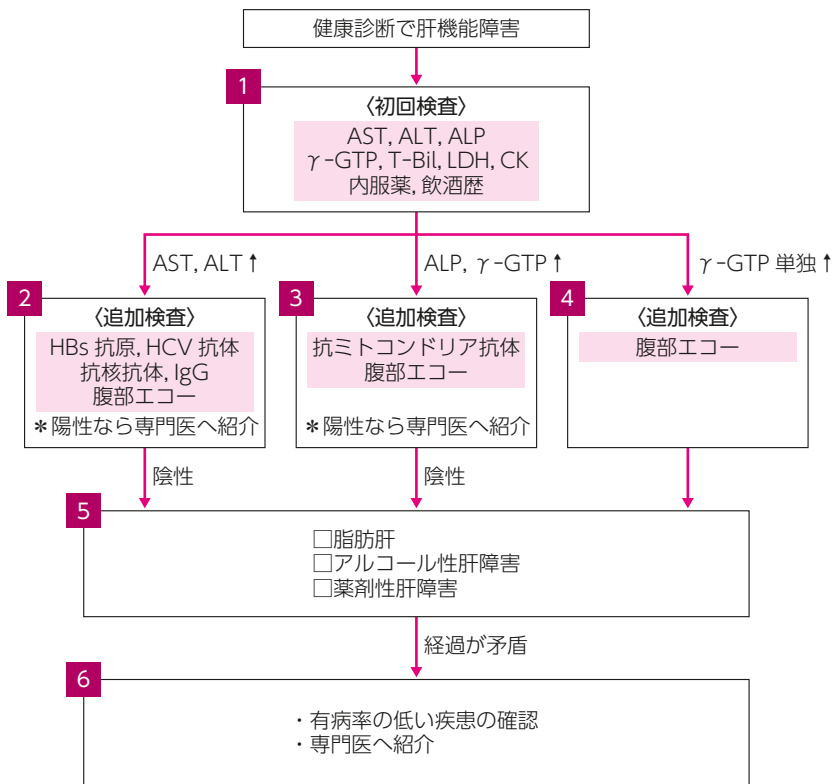 健康診断で肝機能障害
1
〈初回検査〉
AST, ALT, ALP
γ-GTP, T-Bil, LDH, CK
内服薬, 飲酒歴
AST, ALT↑
ALP, γ-GTP↑
γ-GTP 単独↑
2
〈追加検査〉
HBs 抗原, HCV 抗体
抗核抗体, IgG
腹部エコー
＊陽性なら専門医へ紹介
3
〈追加検査〉
抗ミトコンドリア抗体
腹部エコー
＊陽性なら専門医へ紹介
4
〈追加検査〉
腹部エコー
陰性
陰性
5
□脂肪肝
□アルコール性肝障害
□薬剤性肝障害
経過が矛盾
6
・有病率の低い疾患の確認
・専門医へ紹介